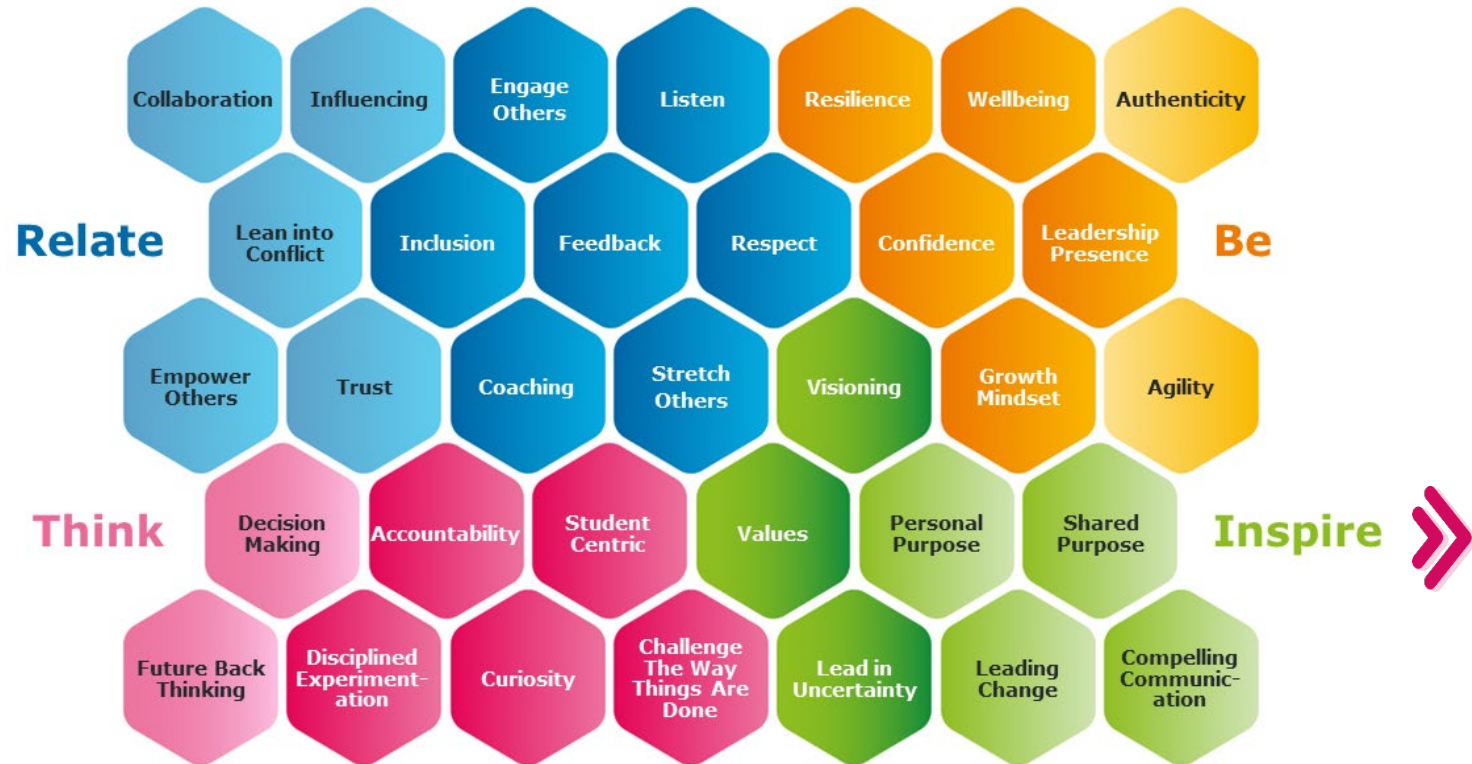 Collaboration
Influencing
Engage
Others
Listen
Resilience
Wellbeing
Authenticity
Relate
Lean into
Conflict
Inclusion
Feedback
Respect
Confidence
Leadership
Presence
Be
Empower
Others
Trust
Coaching
Stretch
Others
Visioning
Growth
Mindset
Agility
Think
Decision
Making
Accountability
Student
Centric
Values
Personal
Purpose
Shared
Purpose
Inspire
Future Back
Thinking
Disciplined
Experiment-
ation
Curiosity
Challenge
The Way
Things Are
Done
Lead in
Uncertainty
Leading
Change
Compelling
Communic-
ation